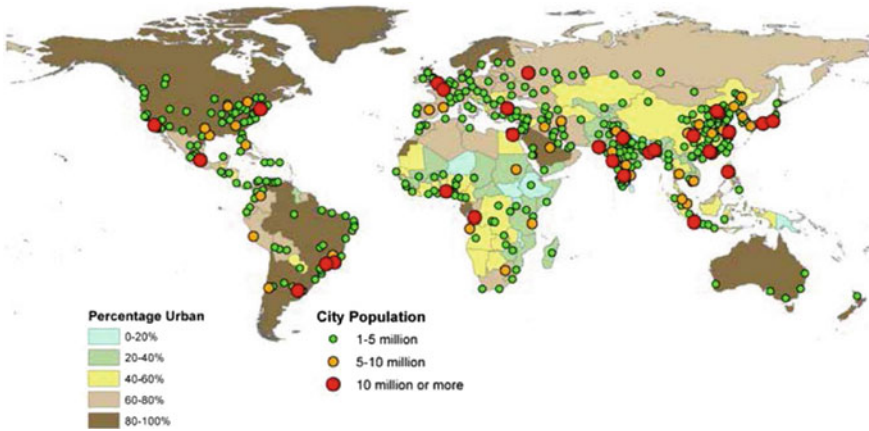 Percentage Urban
0-20%
20-40%
40-60%
60-80%
80-100%
City Population
1-5 million
5-10 million
10 million or more